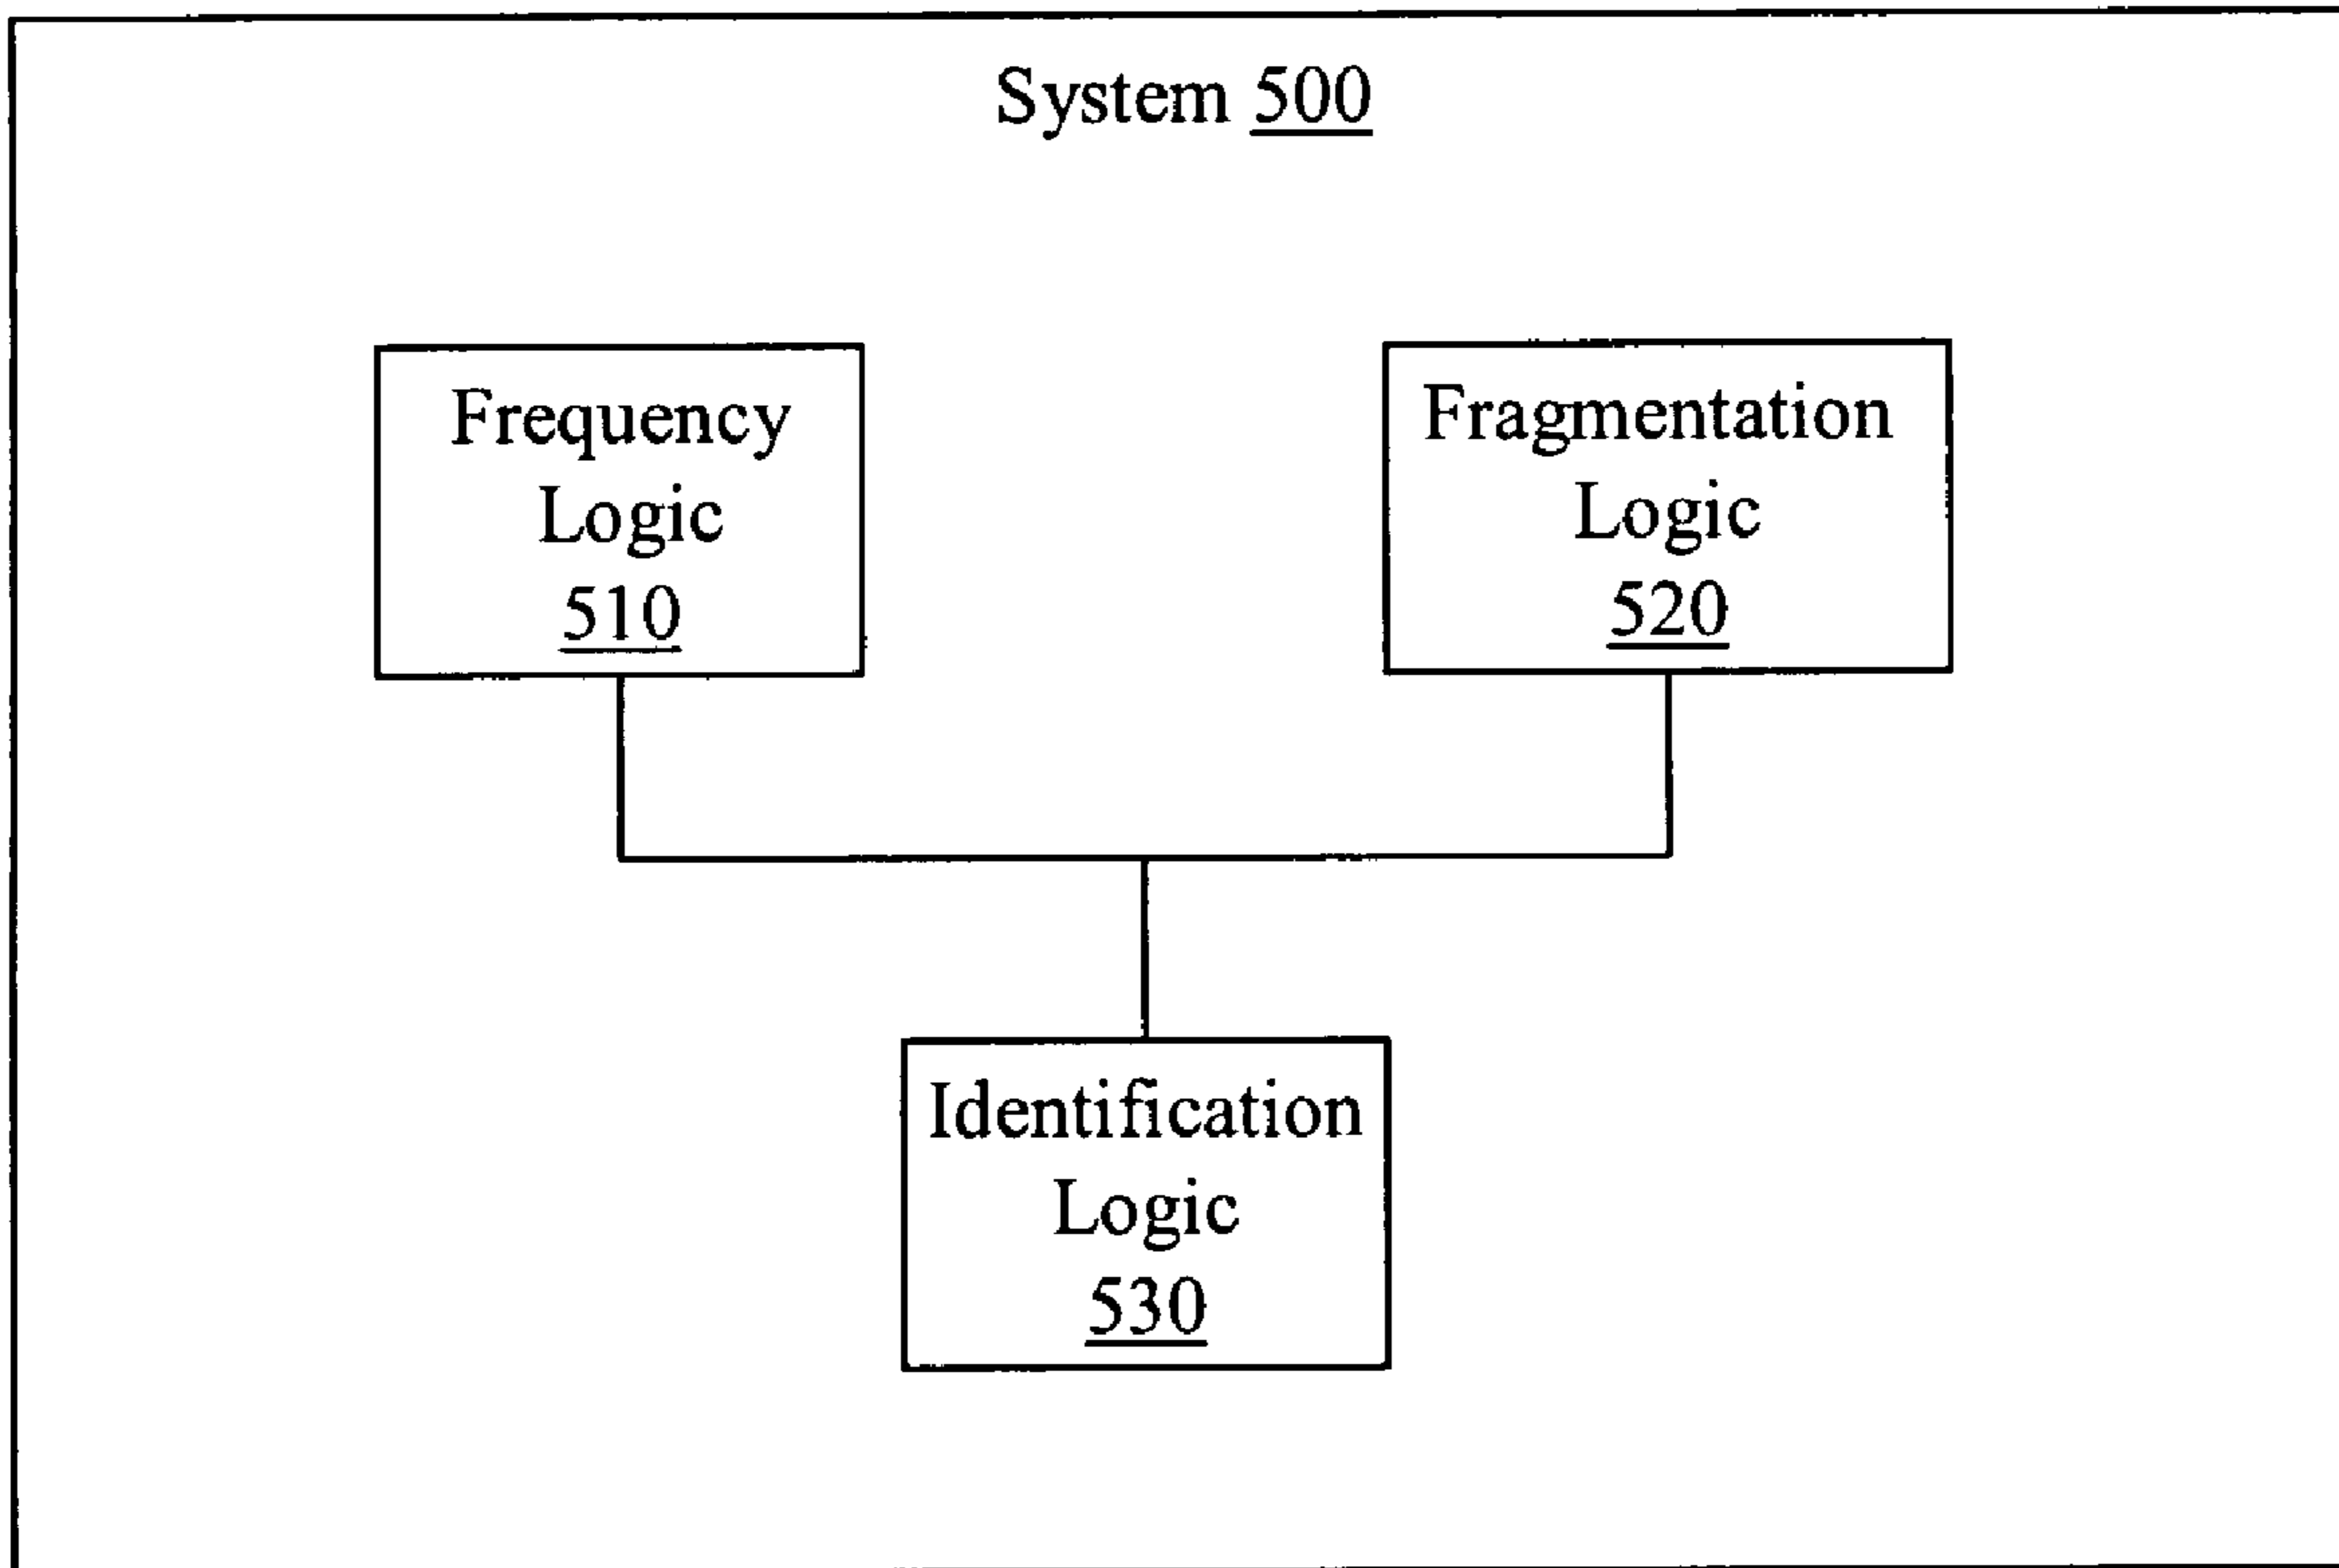 System 500
Frequency
Logic
510
Fragmentation
Logic
520
Identification
Logic
530